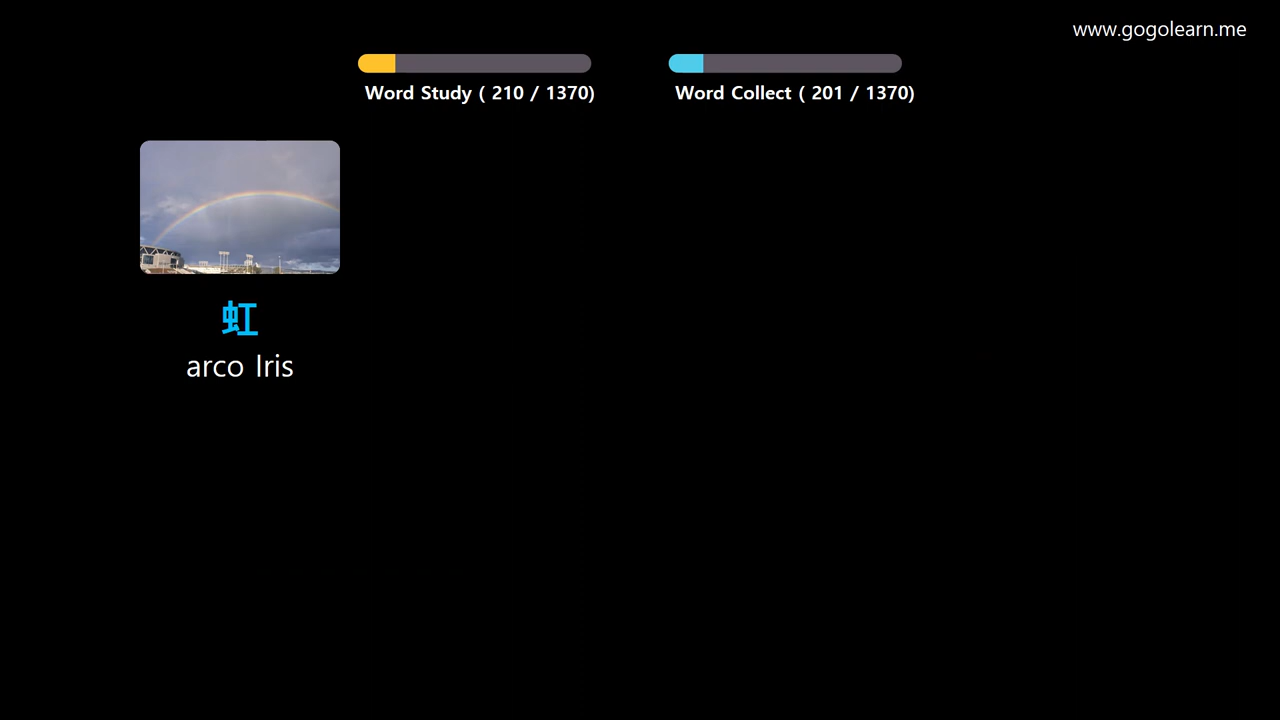 www.gogolearn.me
Word Study ( 210 / 1370)
Word Collect ( 201 / 1370)
虹
arco Iris